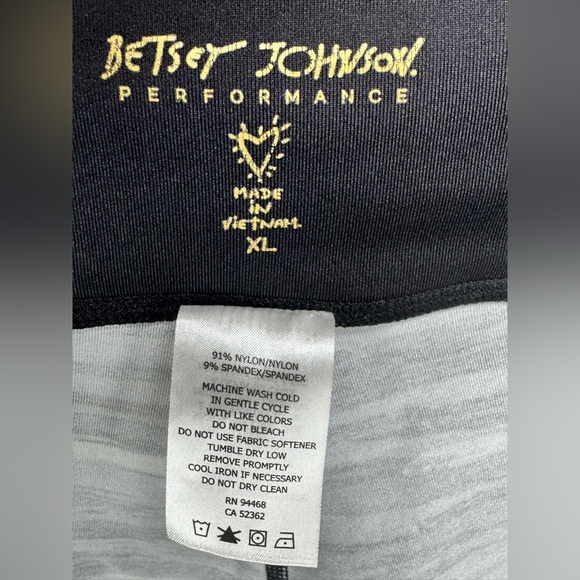 BETSEY JOHNSON.
PERFORMANCE
MADE
IN
VIETNAM.
XL
91% NYLON/NYLON
9% SPANDEX/SPANDEX
MACHINE WASH COLD
IN GENTLE CYCLE
WITH LIKE COLORS
DO NOT BLEACH
DO NOT USE FABRIC SOFTENER
TUMBLE DRY LOW
REMOVE PROMPTLY
COOL IRON IF NECESSARY
DO NOT DRY CLEAN
RN 94468
CA 52362